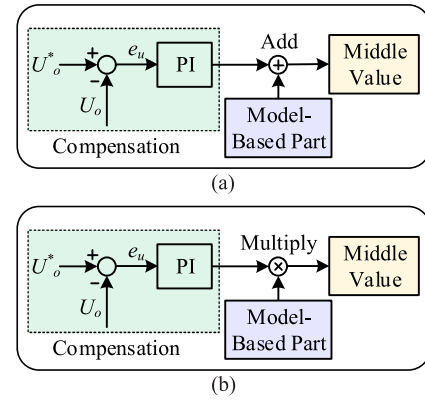 U*o + eu PI Add Middle Value
− Uo Model-Based Part
Compensation
(a)
U*o + eu PI Multiply Middle Value
− Uo Model-Based Part
Compensation
(b)